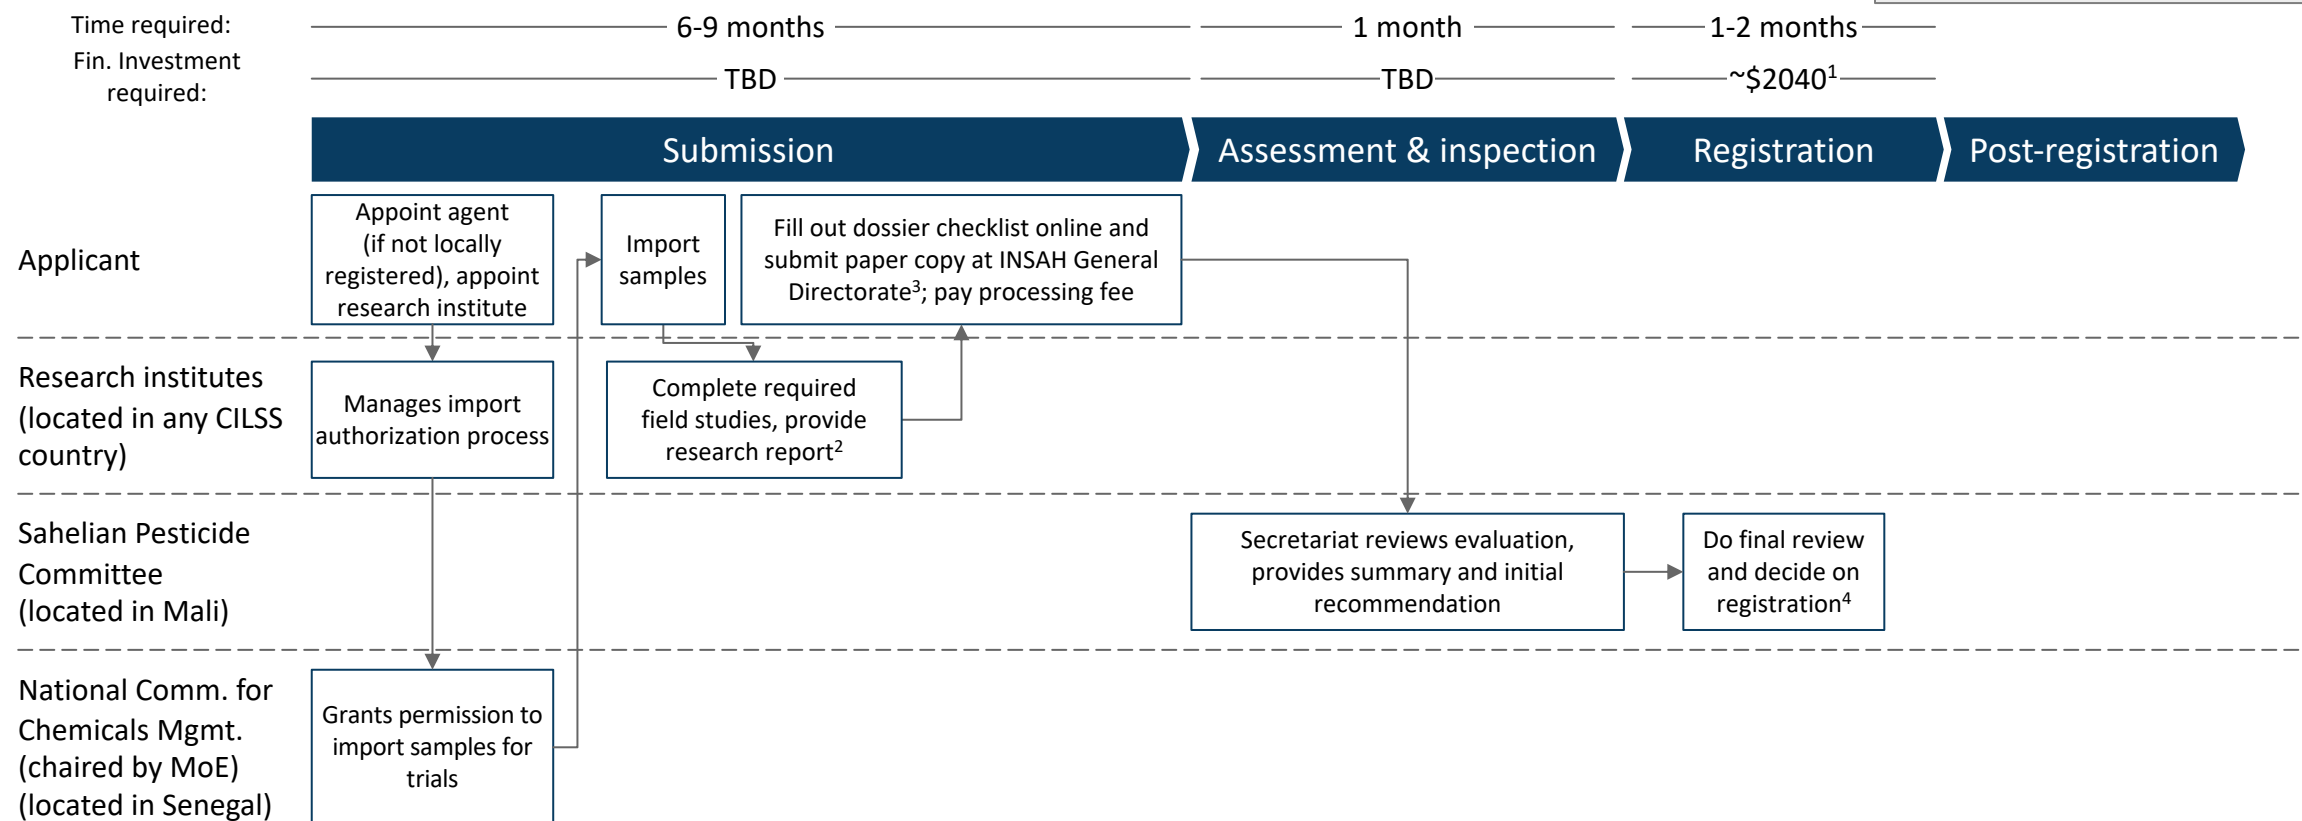 Time required:
6-9 months
1 month
1-2 months
Fin. Investment
required:
TBD
TBD
~$2040¹
Submission
Assessment & inspection
Registration
Post-registration
Applicant
Appoint agent
(if not locally
registered), appoint
research institute
Import
samples
Fill out dossier checklist online and
submit paper copy at INSAH General
Directorate³; pay processing fee
Research institutes
(located in any CILSS
country)
Manages import
authorization process
Complete required
field studies, provide
research report²
Sahelian Pesticide
Committee
(located in Mali)
Secretariat reviews evaluation,
provides summary and initial
recommendation
Do final review
and decide on
registration⁴
National Comm. for
Chemicals Mgmt.
(chaired by MoE)
(located in Senegal)
Grants permission to
import samples for
trials